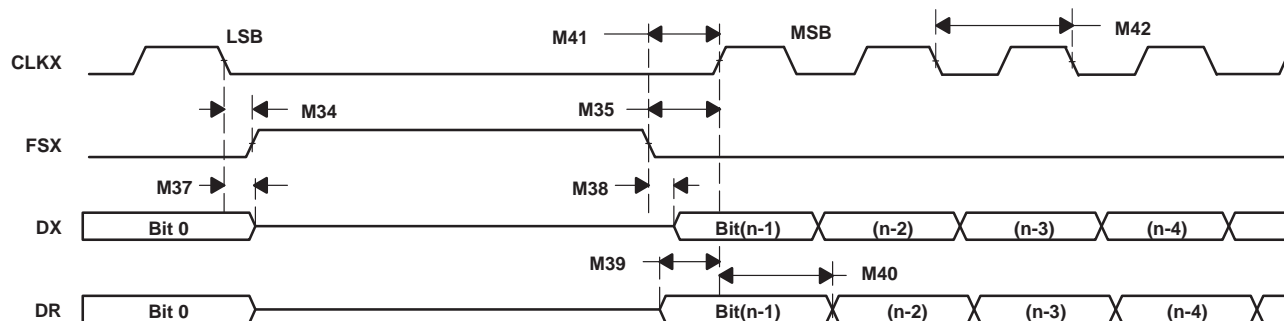 LSB
M41
MSB
M42
CLKX
M34
M35
FSX
M37
M38
DX
Bit 0
Bit(n-1)
(n-2)
(n-3)
(n-4)
M39
M40
DR
Bit 0
Bit(n-1)
(n-2)
(n-3)
(n-4)